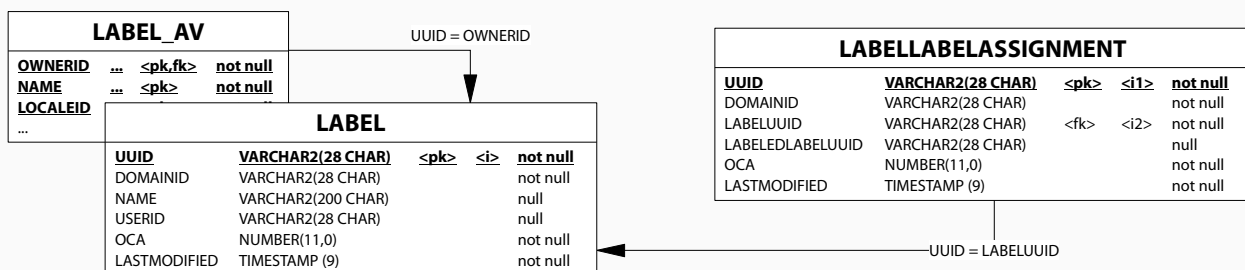 LABEL_AV
OWNERID ... <pk,fk> not null
NAME ... <pk> not null
LOCALEID
...
UUID = OWNERID
LABEL
UUID VARCHAR2(28 CHAR) <pk> <i> not null
DOMAINID VARCHAR2(28 CHAR) not null
NAME VARCHAR2(200 CHAR) null
USERID VARCHAR2(28 CHAR) null
OCA NUMBER(11,0) not null
LASTMODIFIED TIMESTAMP (9) not null
LABELLABELASSIGNMENT
UUID VARCHAR2(28 CHAR) <pk> <i1> not null
DOMAINID VARCHAR2(28 CHAR) not null
LABELUUID VARCHAR2(28 CHAR) <fk> <i2> not null
LABELEDLABELUUID VARCHAR2(28 CHAR) null
OCA NUMBER(11,0) not null
LASTMODIFIED TIMESTAMP (9) not null
UUID = LABELUUID